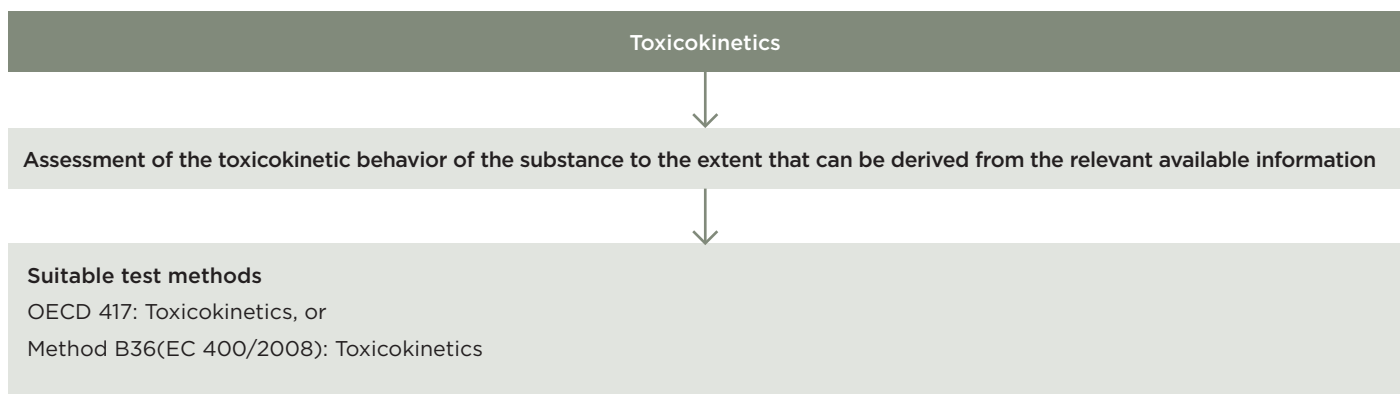 Toxicokinetics
Assessment of the toxicokinetic behavior of the substance to the extent that can be derived from the relevant available information
Suitable test methods
OECD 417: Toxicokinetics, or
Method B36(EC 400/2008): Toxicokinetics